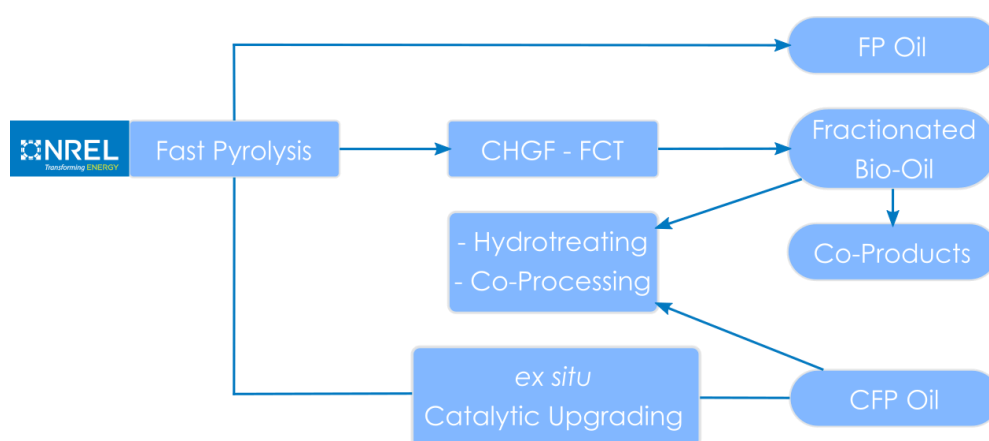 FP Oil
NREL
Transforming ENERGY
Fast Pyrolysis
CHGF - FCT
Fractionated
Bio-Oil
- Hydrotreating
- Co-Processing
Co-Products
ex situ
Catalytic Upgrading
CFP Oil